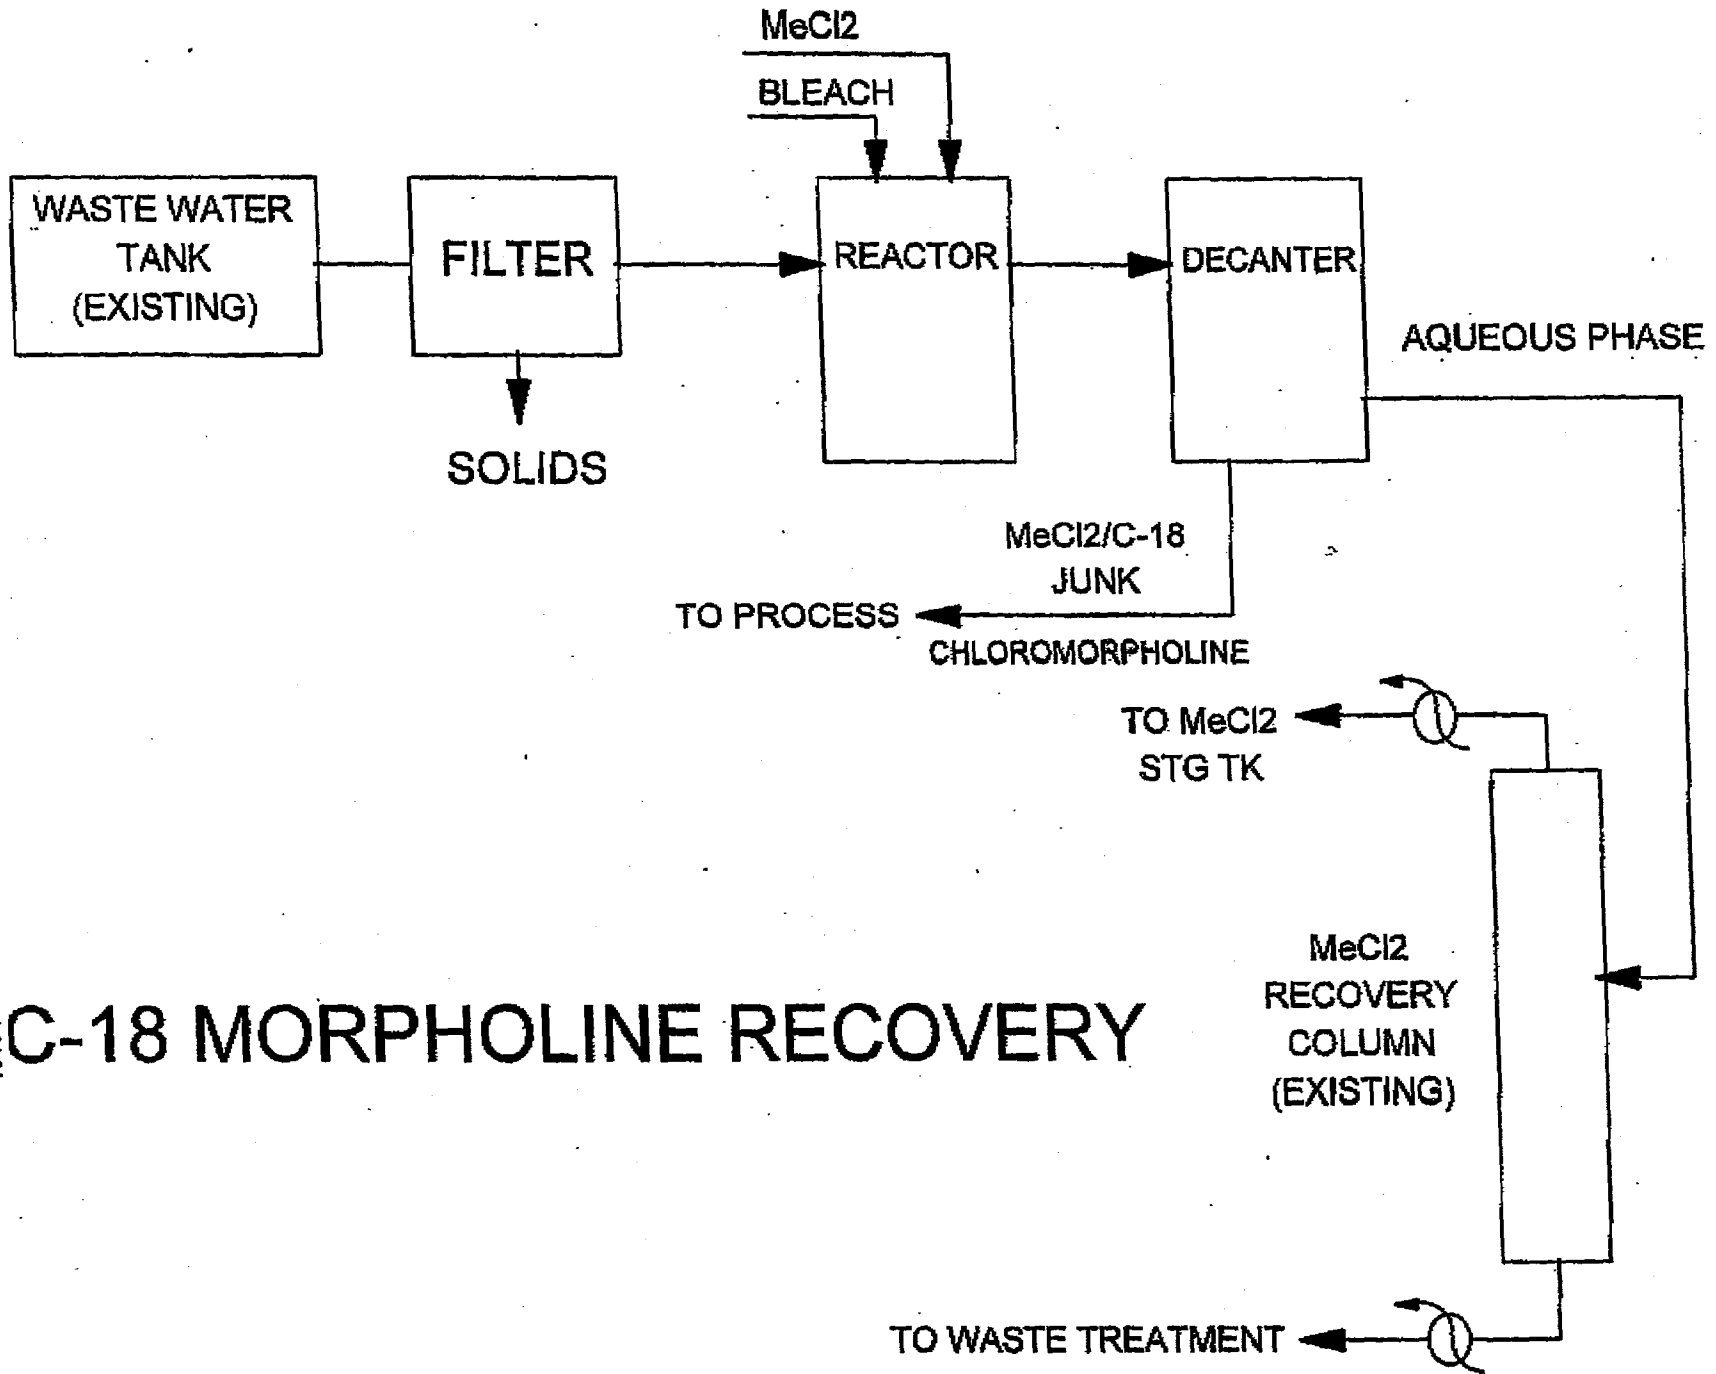 MeCl2
BLEACH
WASTE WATER
TANK
(EXISTING)
FILTER
REACTOR
DECANTER
AQUEOUS PHASE
SOLIDS
MeCl2/C-18
JUNK
TO PROCESS
CHLOROMORPHOLINE
TO MeCl2
STG TK
MeCl2
RECOVERY
COLUMN
(EXISTING)
C-18 MORPHOLINE RECOVERY
TO WASTE TREATMENT